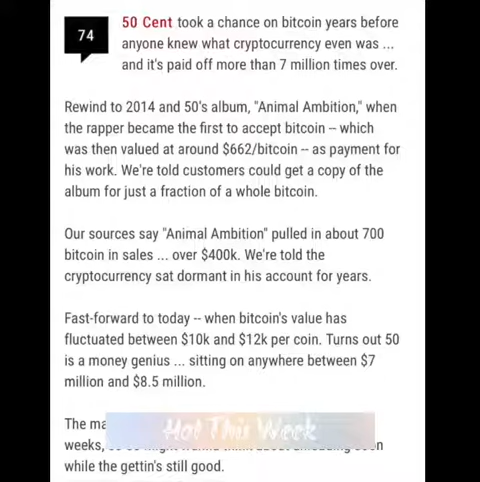 74
50 Cent took a chance on bitcoin years before
anyone knew what cryptocurrency even was ...
and it's paid off more than 7 million times over.
Rewind to 2014 and 50's album, "Animal Ambition," when
the rapper became the first to accept bitcoin -- which
was then valued at around $662/bitcoin -- as payment for
his work. We're told customers could get a copy of the
album for just a fraction of a whole bitcoin.
Our sources say "Animal Ambition" pulled in about 700
bitcoin in sales ... over $400k. We're told the
cryptocurrency sat dormant in his account for years.
Fast-forward to today -- when bitcoin's value has
fluctuated between $10k and $12k per coin. Turns out 50
is a money genius ... sitting on anywhere between $7
million and $8.5 million.
The
Hot This Week
weeks,
while the gettin's still good.